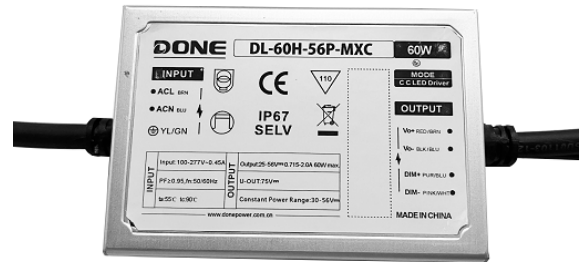 DONE DL-60H-56P-MXC 60W
INPUT
ACL BRN
ACN BLU
YL/GN
CE
110
IP67
SELV
MODE
C C LED Driver
OUTPUT
Vo+ RED/BRN
Vo- BLK/BLU
DIM+ PUR/BLU
DIM- PINK/WHT
INPUT
Input:100-277V~0.45A
PF≥0.95,fn:50/60Hz
ta:55℃ tc:90℃
OUTPUT
Output:25-56V⎓0.715-2.0A 60W max.
U-OUT:75V⎓
Constant Power Range:30-56V⎓
www.donepower.com.cn
MADE IN CHINA